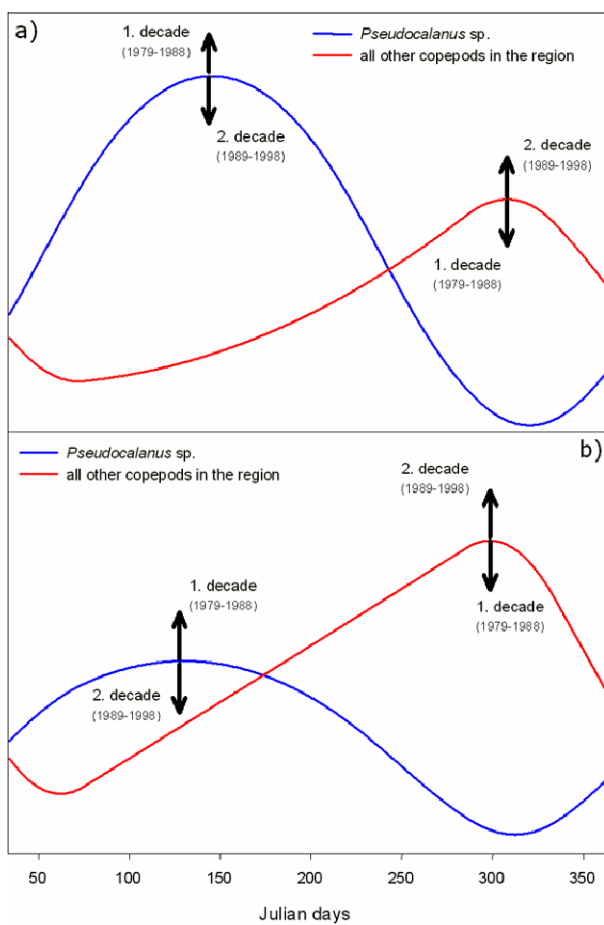 a)
1. decade
(1979-1988)
Pseudocalanus sp.
all other copepods in the region
2. decade
(1989-1998)
2. decade
(1989-1998)
1. decade
(1979-1988)
b)
Pseudocalanus sp.
all other copepods in the region
2. decade
(1989-1998)
1. decade
(1979-1988)
1. decade
(1979-1988)
2. decade
(1989-1998)
50 100 150 200 250 300 350
Julian days